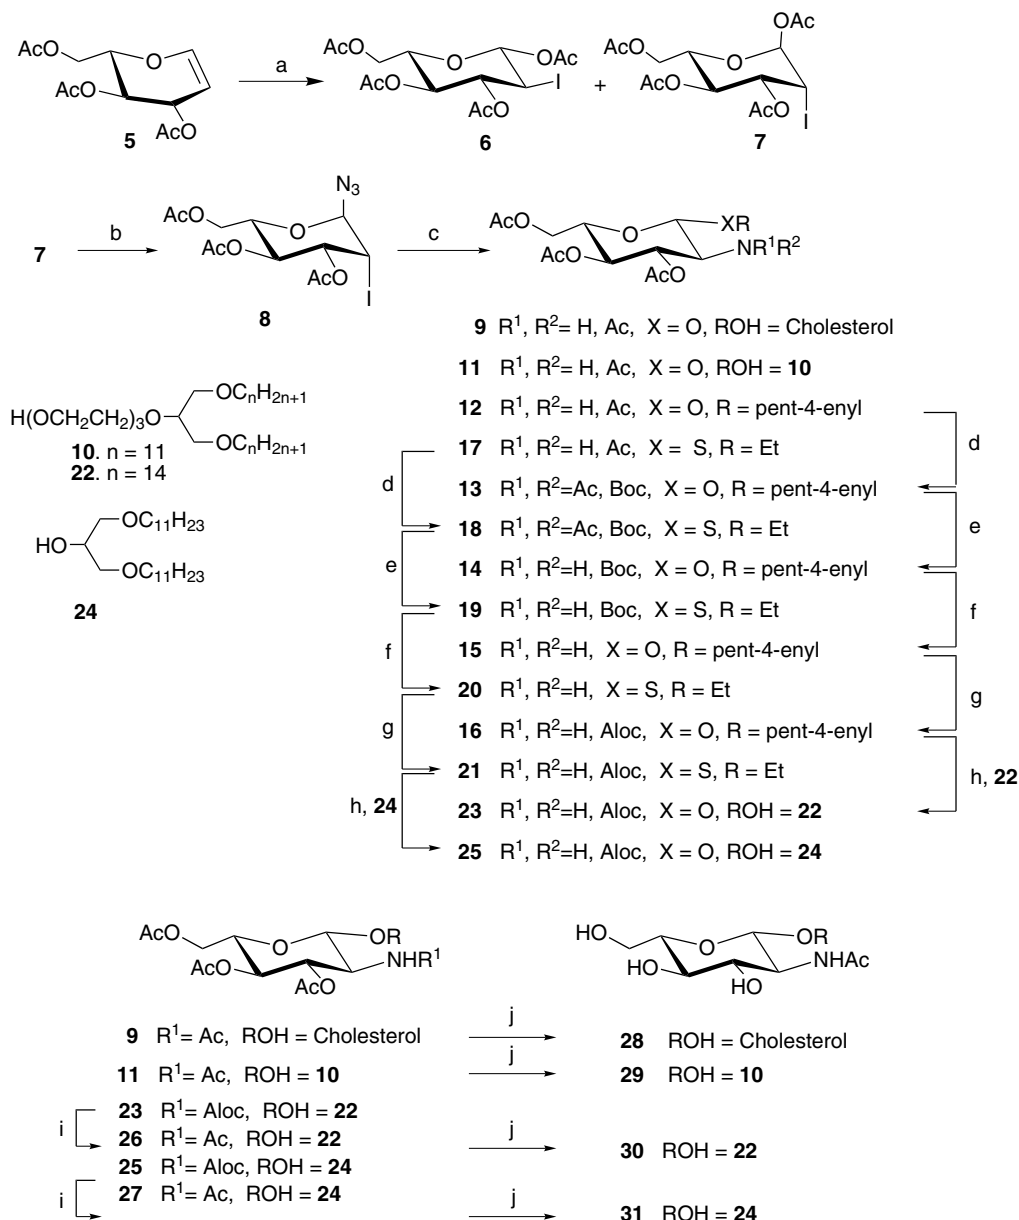 AcO O AcO AcO 5
a
AcO O OAc AcO I AcO 6
+
OAc AcO O AcO AcO I 7
7 b
N₃ AcO O AcO AcO I 8
c
AcO O XR AcO NR¹R² AcO
9 R¹, R²= H, Ac, X = O, ROH = Cholesterol
11 R¹, R²= H, Ac, X = O, ROH = 10
12 R¹, R²= H, Ac, X = O, R = pent-4-enyl
17 R¹, R²= H, Ac, X = S, R = Et
13 R¹, R²=Ac, Boc, X = O, R = pent-4-enyl
18 R¹, R²=Ac, Boc, X = S, R = Et
14 R¹, R²=H, Boc, X = O, R = pent-4-enyl
19 R¹, R²=H, Boc, X = S, R = Et
15 R¹, R²=H, X = O, R = pent-4-enyl
20 R¹, R²=H, X = S, R = Et
16 R¹, R²=H, Aloc, X = O, R = pent-4-enyl
21 R¹, R²=H, Aloc, X = S, R = Et
23 R¹, R²=H, Aloc, X = O, ROH = 22
25 R¹, R²=H, Aloc, X = O, ROH = 24
d
e
f
g
h, 24
d
e
f
g
h, 22
OCₙH₂ₙ₊₁
H(OCH₂CH₂)₃O
OCₙH₂ₙ₊₁
10. n = 11
22. n = 14
OC₁₁H₂₃
HO
OC₁₁H₂₃
24
AcO O OR AcO NHR¹ AcO
HO O OR HO NHAc HO
9 R¹= Ac, ROH = Cholesterol
j
28 ROH = Cholesterol
11 R¹= Ac, ROH = 10
j
29 ROH = 10
23 R¹= Aloc, ROH = 22
i
26 R¹= Ac, ROH = 22
j
30 ROH = 22
25 R¹= Aloc, ROH = 24
27 R¹= Ac, ROH = 24
i
j
31 ROH = 24